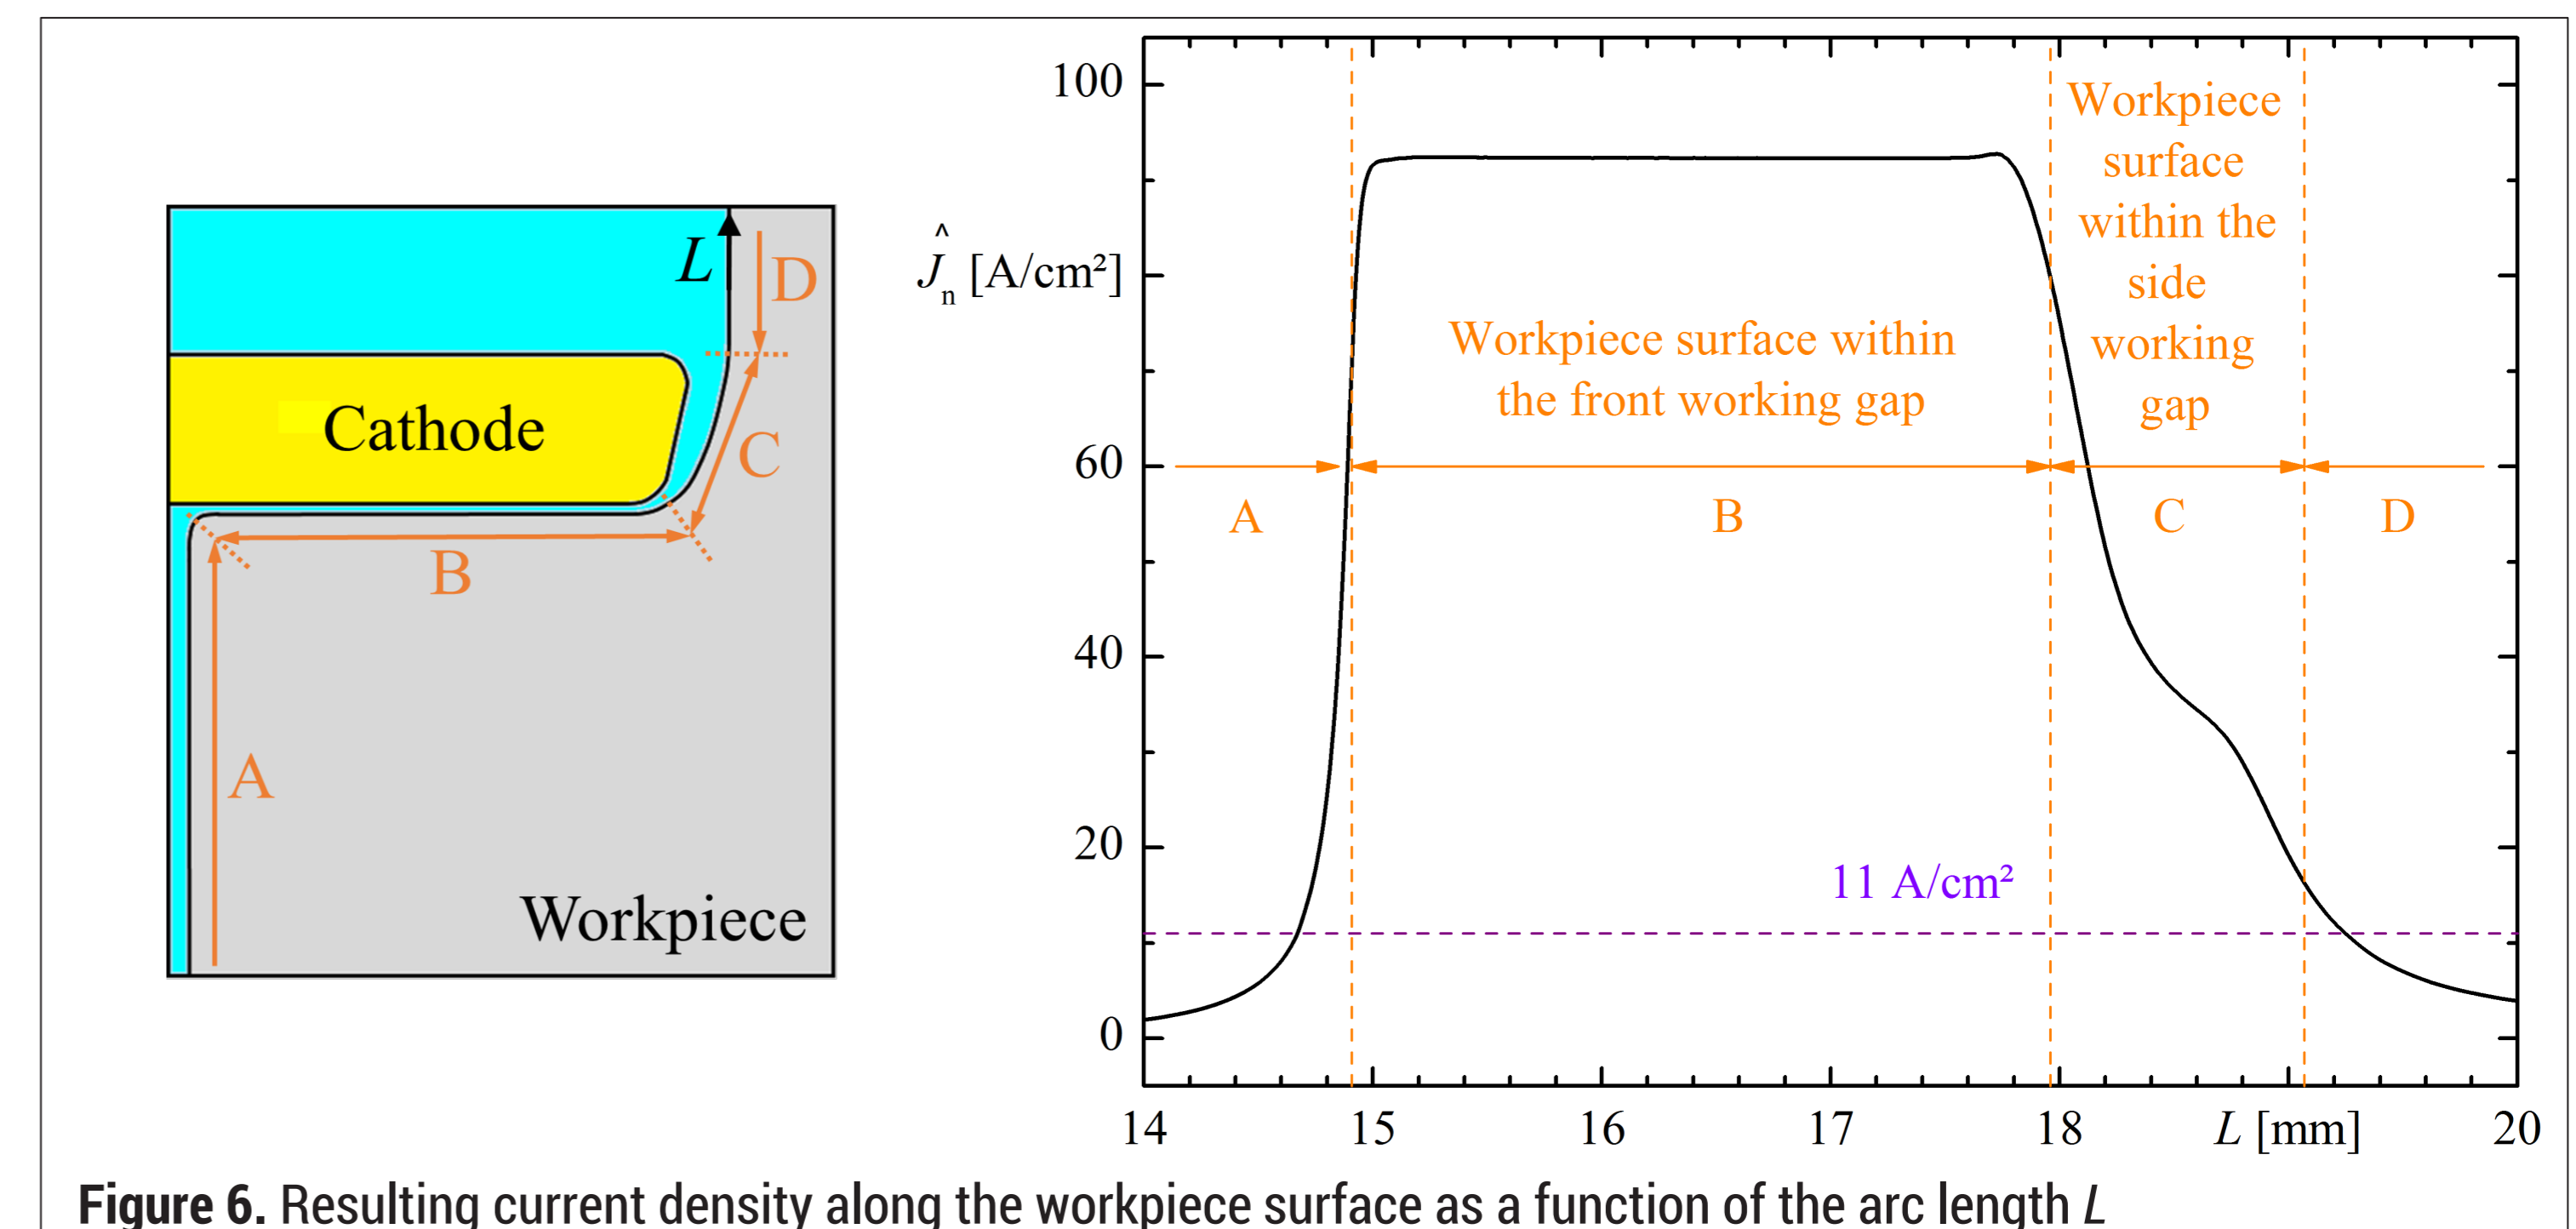 L
D
Cathode
C
B
A
Workpiece
100
60
40
20
0
Ĵn [A/cm²]
Workpiece surface within
the front working gap
Workpiece
surface
within the
side
working
gap
A
B
C
D
11 A/cm²
14 15 16 17 18 L [mm] 20
Figure 6. Resulting current density along the workpiece surface as a function of the arc length L